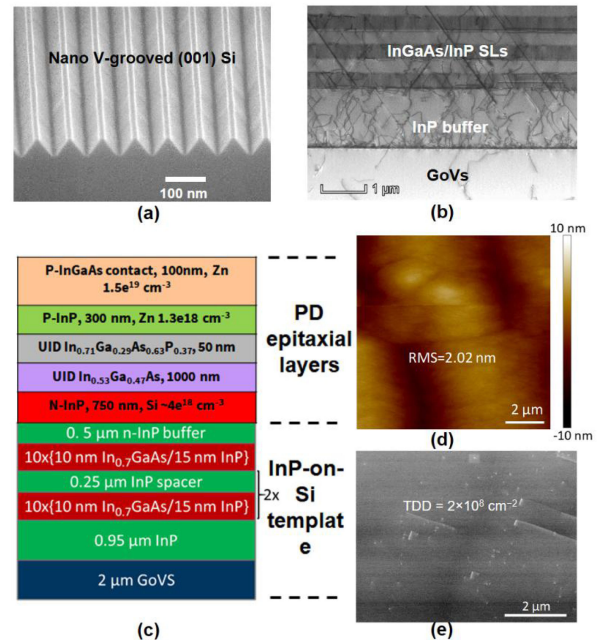 Nano V-grooved (001) Si
100 nm
(a)
InGaAs/InP SLs
InP buffer
GoVs
1 μm
(b)
P-InGaAs contact, 100nm, Zn
1.5e¹⁹ cm⁻³
P-InP, 300 nm, Zn 1.3e18 cm⁻³
UID In₀.₇₁Ga₀.₂₉As₀.₆₃P₀.₃₇, 50 nm
UID In₀.₅₃Ga₀.₄₇As, 1000 nm
N-InP, 750 nm, Si ~4e¹⁸ cm⁻³
0. 5 μm n-InP buffer
10x{10 nm In₀.₇GaAs/15 nm InP}
0.25 μm InP spacer
10x{10 nm In₀.₇GaAs/15 nm InP}
2x
0.95 μm InP
2 μm GoVS
PD
epitaxial
layers
InP-on-
Si
templat
e
(c)
10 nm
RMS=2.02 nm
2 μm
-10 nm
(d)
TDD = 2×10⁸ cm⁻²
2 μm
(e)